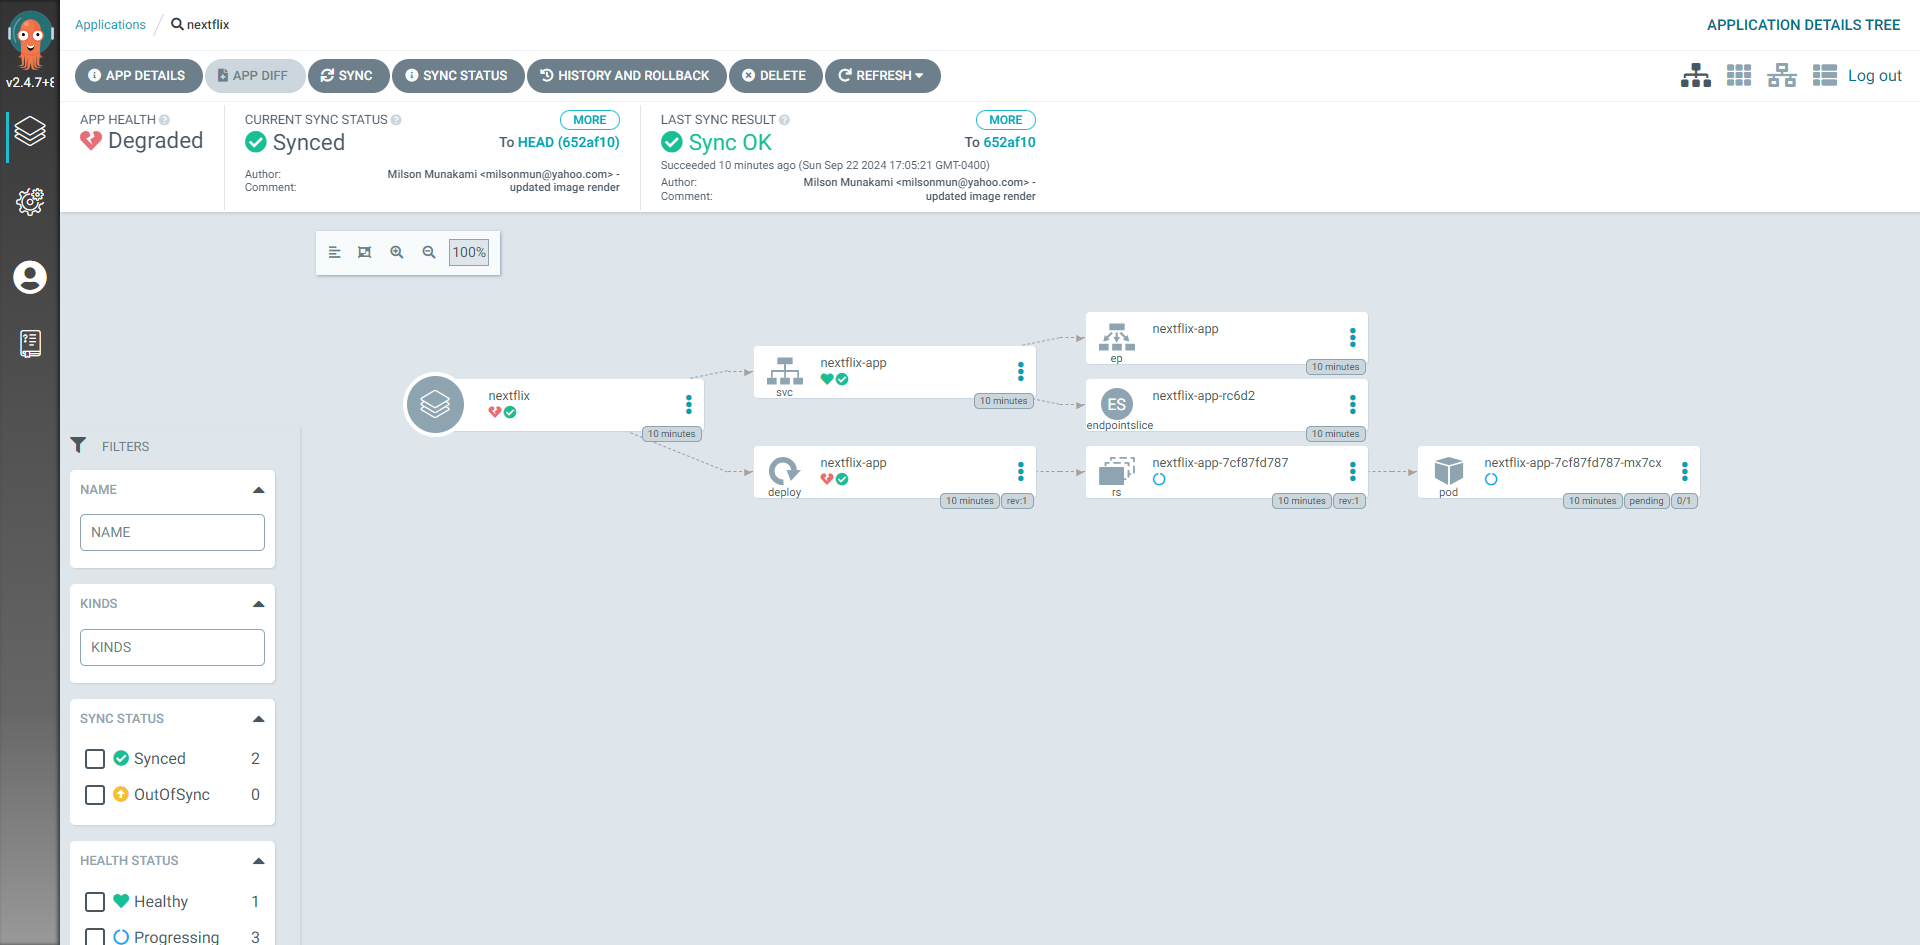 Applications
nextflix
APPLICATION DETAILS TREE
v2.4.7+8
APP DETAILS
APP DIFF
SYNC
SYNC STATUS
HISTORY AND ROLLBACK
DELETE
REFRESH
Log out
APP HEALTH
Degraded
CURRENT SYNC STATUS
MORE
Synced
To HEAD (652af10)
Author:
Milson Munakami <milsonmun@yahoo.com> -
Comment:
updated image render
LAST SYNC RESULT
MORE
Sync OK
To 652af10
Succeeded 10 minutes ago (Sun Sep 22 2024 17:05:21 GMT-0400)
Author:
Milson Munakami <milsonmun@yahoo.com> -
Comment:
updated image render
100%
nextflix
10 minutes
nextflix-app
svc
10 minutes
nextflix-app
ep
10 minutes
ES
nextflix-app-rc6d2
endpointslice
10 minutes
nextflix-app
deploy
10 minutes
rev:1
nextflix-app-7cf87fd787
rs
10 minutes
rev:1
nextflix-app-7cf87fd787-mx7cx
pod
10 minutes
pending
0/1
FILTERS
NAME
NAME
KINDS
KINDS
SYNC STATUS
Synced 2
OutOfSync 0
HEALTH STATUS
Healthy 1
Progressing 3